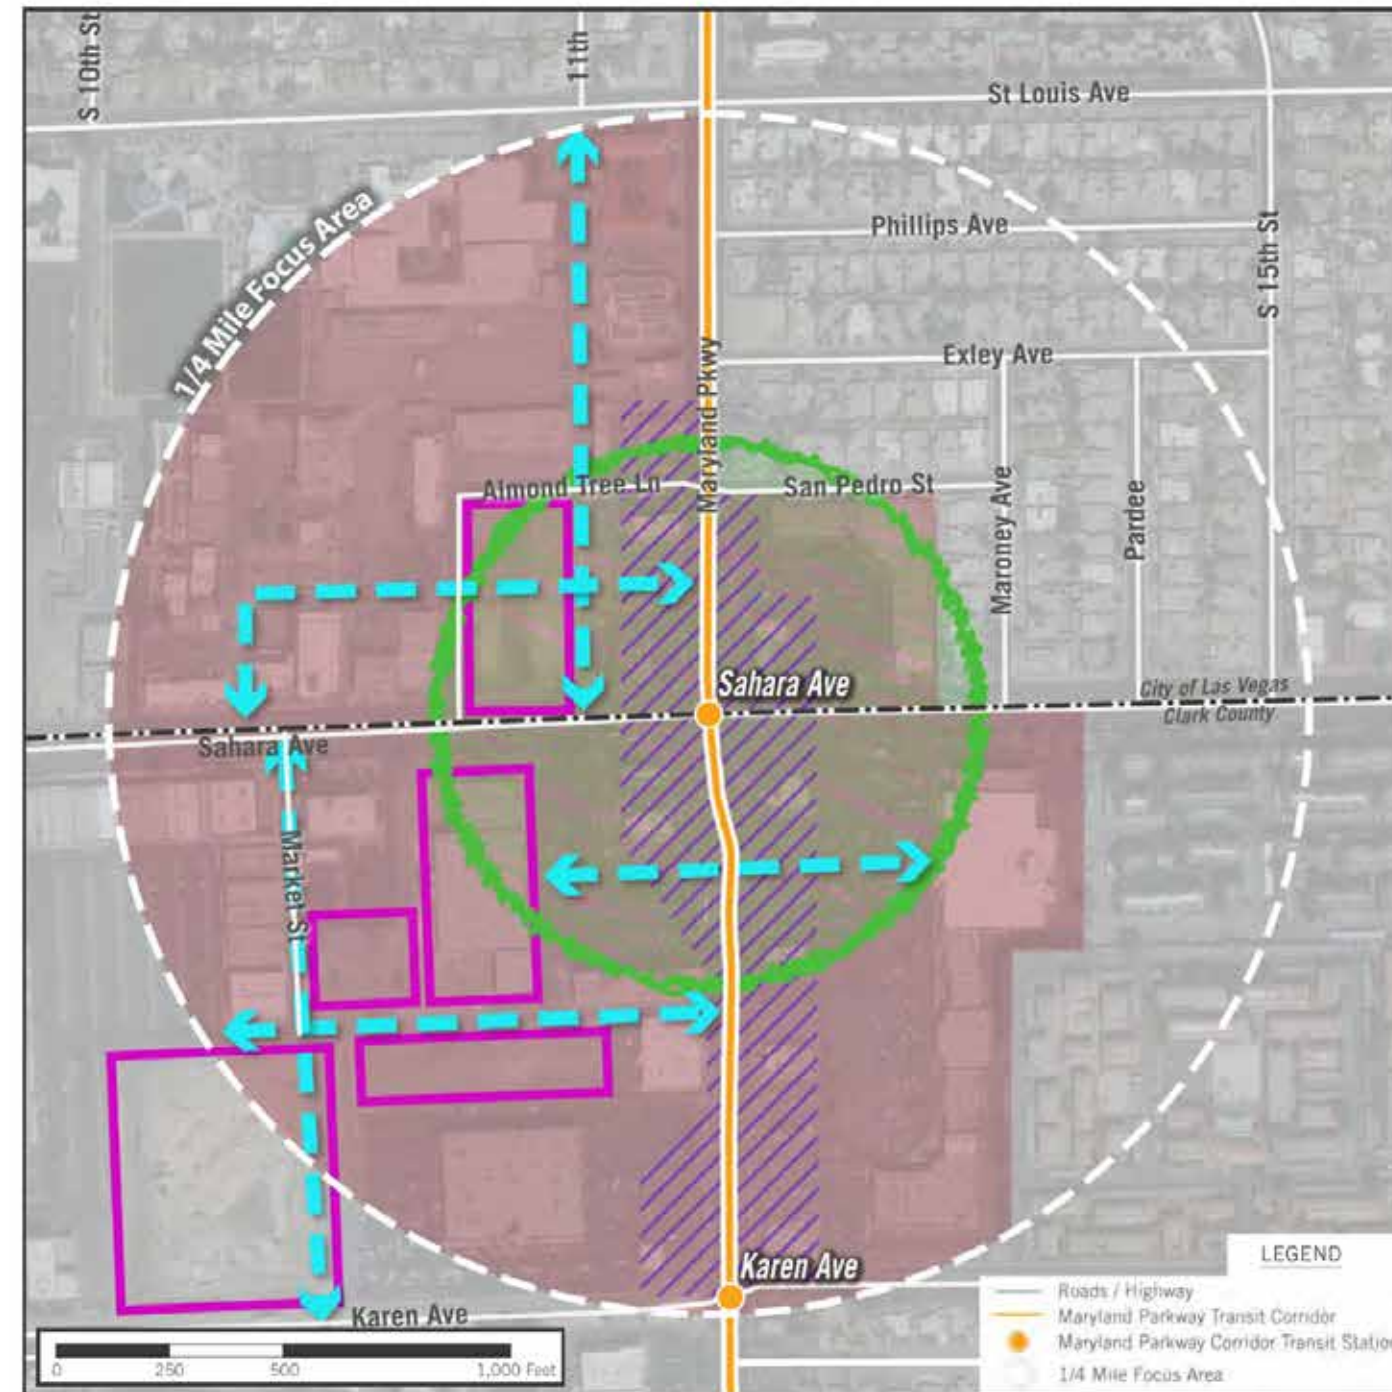 S 10th St
11th
St Louis Ave
Phillips Ave
S 15th St
1/4 Mile Focus Area
Exley Ave
Maryland Pkwy
Almond Tree Ln
San Pedro St
Maroney Ave
Pardee
Sahara Ave
City of Las Vegas
Clark County
Sahara Ave
Market St
Karen Ave
Karen Ave
LEGEND
Roads / Highway
Maryland Parkway Transit Corridor
Maryland Parkway Corridor Transit Station
1/4 Mile Focus Area
0 250 500 1,000 Feet